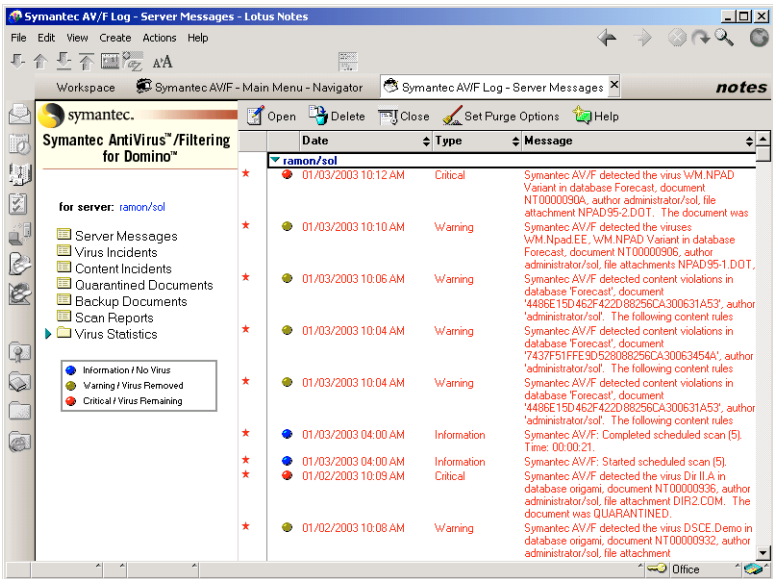 Symantec AV/F Log - Server Messages - Lotus Notes
File Edit View Create Actions Help
Workspace Symantec AV/F - Main Menu - Navigator Symantec AV/F Log - Server Messages notes
symantec.
Symantec AntiVirus™/Filtering
for Domino™
for server: ramon/sol
Server Messages
Virus Incidents
Content Incidents
Quarantined Documents
Backup Documents
Scan Reports
Virus Statistics
Information / No Virus
Warning / Virus Removed
Critical / Virus Remaining
Open Delete Close Set Purge Options Help
Date Type Message
ramon/sol
01/03/2003 10:12 AM Critical Symantec AV/F detected the virus WM.NPAD
Variant in database Forecast, document
NT0000090A, author administrator/sol, file
attachment NPAD95-2.DOT. The document was
01/03/2003 10:10 AM Warning Symantec AV/F detected the viruses
WM.Npad.EE, WM.NPAD Variant in database
Forecast, document NT00000906, author
administrator/sol, file attachments NPAD95-1.DOT,
01/03/2003 10:06 AM Warning Symantec AV/F detected content violations in
database 'Forecast', document
'4486E15D462F422D88256CA300631A53', author
'administrator/sol'. The following content rules
01/03/2003 10:04 AM Warning Symantec AV/F detected content violations in
database 'Forecast', document
'7437F51FFE9D528088256CA30063454A', author
'administrator/sol'. The following content rules
01/03/2003 10:04 AM Warning Symantec AV/F detected content violations in
database 'Forecast', document
'4486E15D462F422D88256CA300631A53', author
'administrator/sol'. The following content rules
01/03/2003 04:00 AM Information Symantec AV/F: Completed scheduled scan (5).
Time: 00:00:21.
01/03/2003 04:00 AM Information Symantec AV/F: Started scheduled scan (5).
01/02/2003 10:09 AM Critical Symantec AV/F detected the virus Dir II.A in
database origami, document NT00000936, author
administrator/sol, file attachment DIR2.COM. The
document was QUARANTINED.
01/02/2003 10:08 AM Warning Symantec AV/F detected the virus DSCE.Demo in
database origami, document NT00000932, author
administrator/sol, file attachment
Office